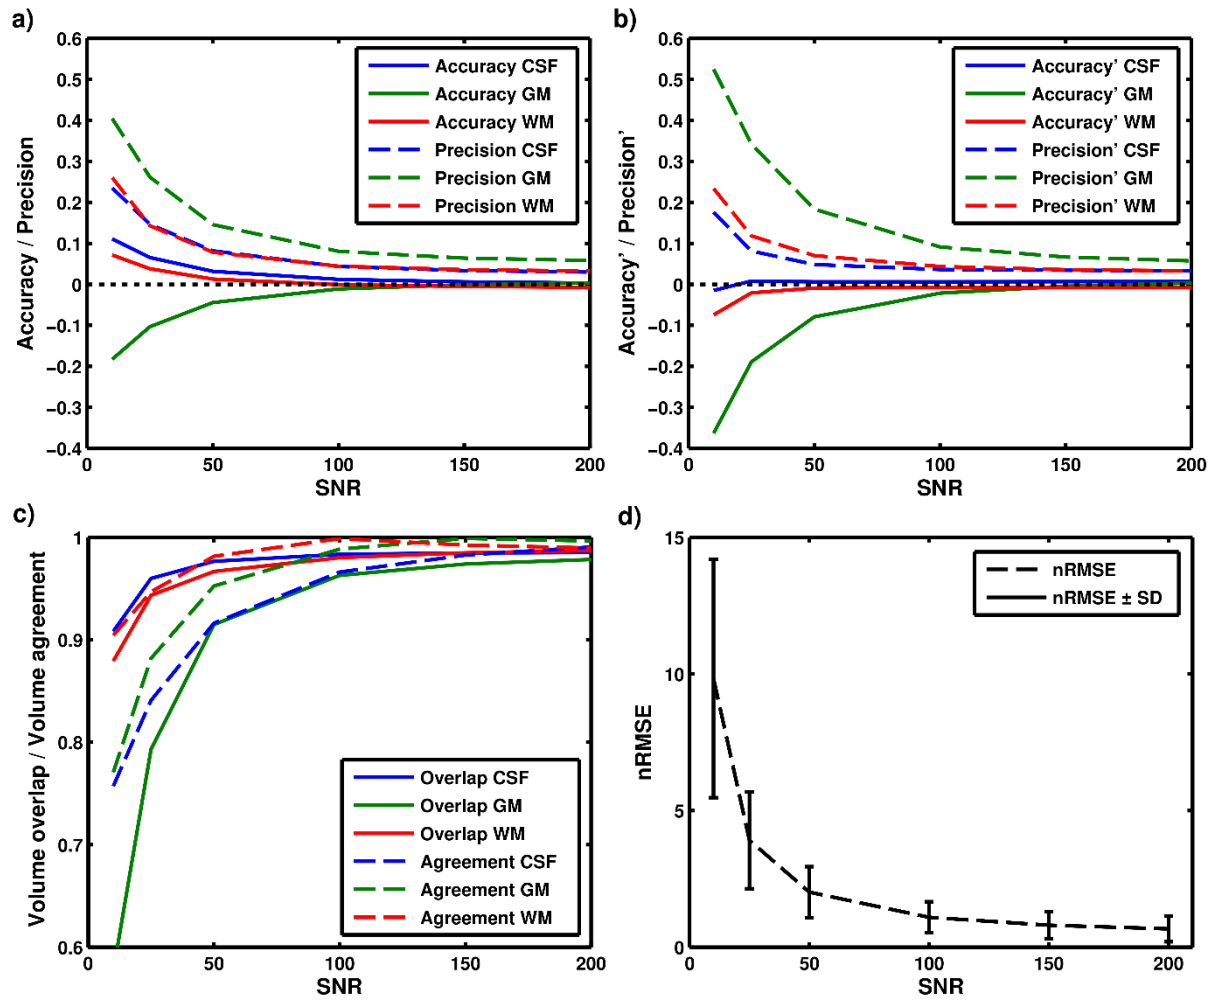 a)
0.6
0.5
0.4
0.3
0.2
0.1
0
−0.1
−0.2
−0.3
−0.4
Accuracy / Precision
Accuracy CSF
Accuracy GM
Accuracy WM
Precision CSF
Precision GM
Precision WM
0 50 100 150 200
SNR
b)
0.6
0.5
0.4
0.3
0.2
0.1
0
−0.1
−0.2
−0.3
−0.4
Accuracy' / Precision'
Accuracy' CSF
Accuracy' GM
Accuracy' WM
Precision' CSF
Precision' GM
Precision' WM
0 50 100 150 200
SNR
c)
1
0.9
0.8
0.7
0.6
Volume overlap / Volume agreement
Overlap CSF
Overlap GM
Overlap WM
Agreement CSF
Agreement GM
Agreement WM
0 50 100 150 200
SNR
d)
15
10
5
0
nRMSE
nRMSE
nRMSE ± SD
0 50 100 150 200
SNR